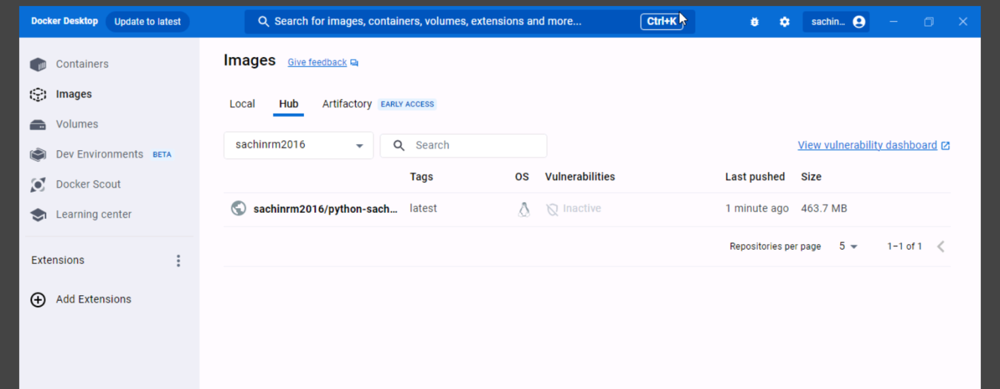 Docker Desktop Update to latest Search for images, containers, volumes, extensions and more... Ctrl+K sachin...
Containers
Images
Volumes
Dev Environments BETA
Docker Scout
Learning center
Extensions
Add Extensions
Images Give feedback
Local Hub Artifactory EARLY ACCESS
sachinrm2016 Search View vulnerability dashboard
Tags OS Vulnerabilities Last pushed Size
sachinrm2016/python-sach... latest Inactive 1 minute ago 463.7 MB
Repositories per page 5 1–1 of 1